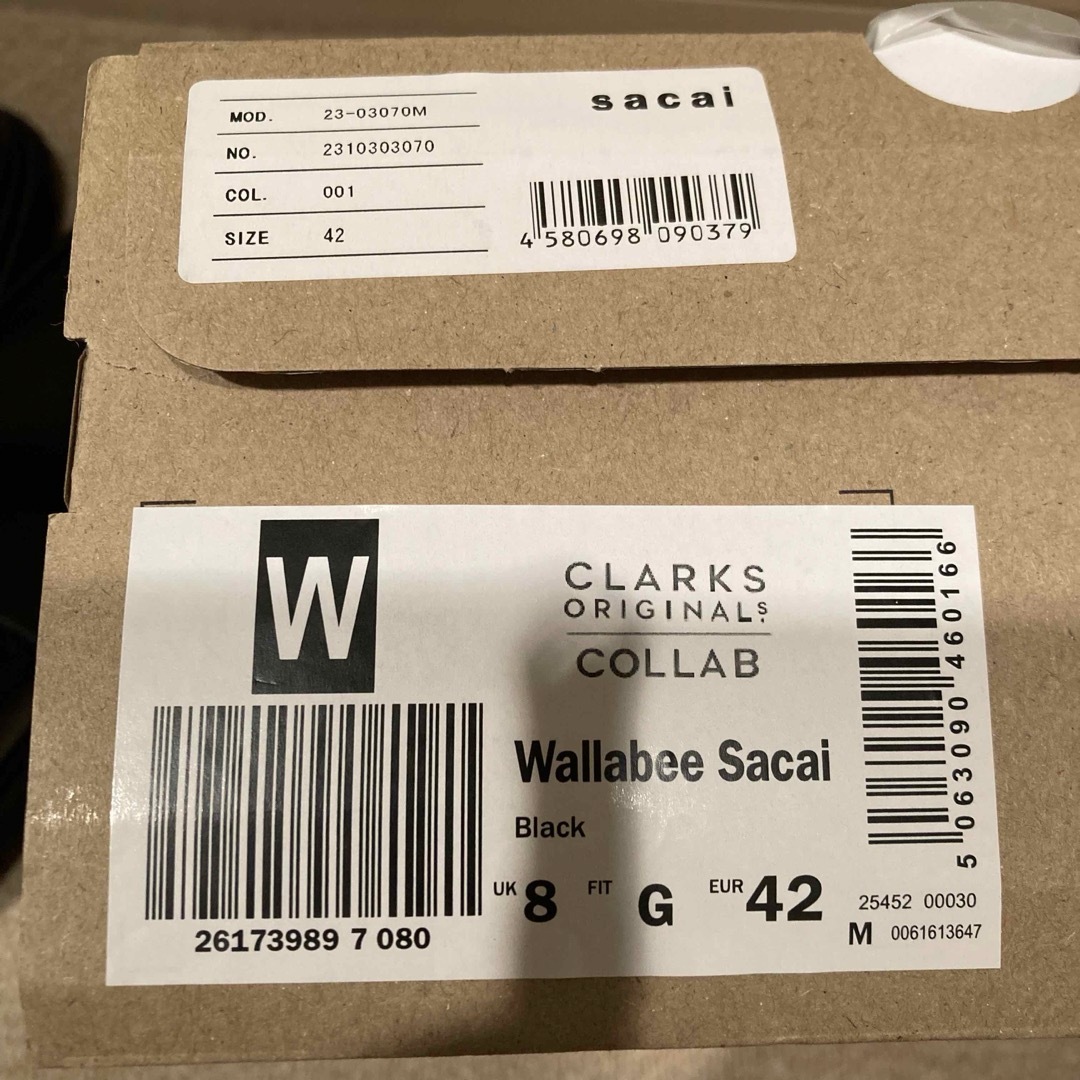 sacai
MOD. 23-03070M
NO. 2310303070
COL. 001
SIZE 42
4 580698 090379
W
CLARKS
ORIGINALS
COLLAB
Wallabee Sacai
Black
UK 8 FIT G EUR 42
26173989 7 080
5 063090 460166
25452 00030
M 0061613647